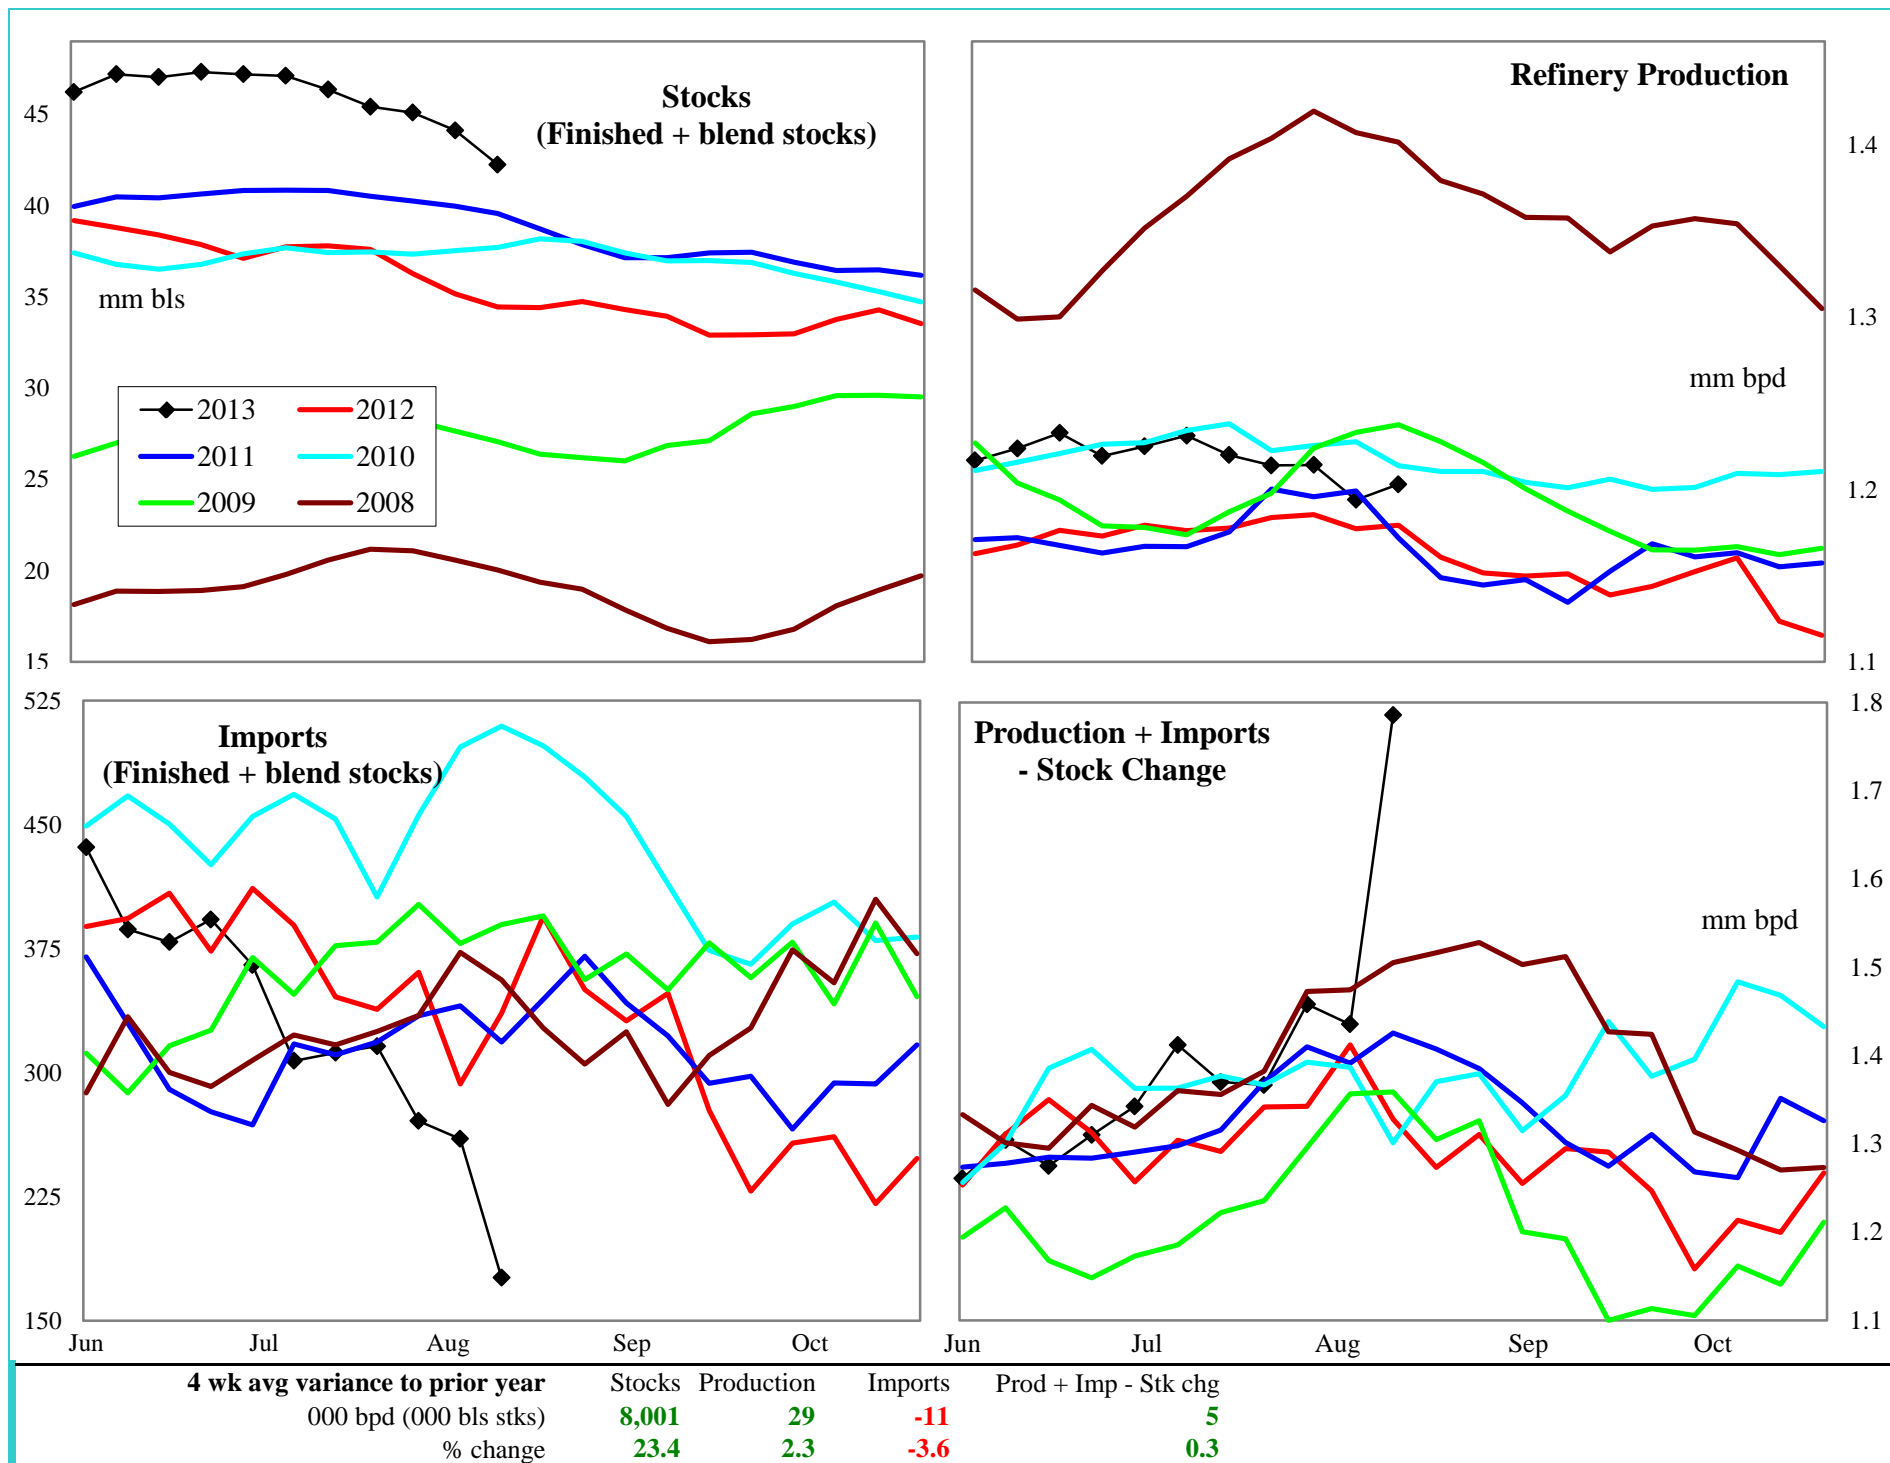 Stocks
(Finished + blend stocks)
45
40
35
30
25
20
15
mm bls
2013 2012
2011 2010
2009 2008
Refinery Production
1.4
1.3
1.2
1.1
mm bpd
Imports
(Finished + blend stocks)
525
450
375
300
225
150
Jun Jul Aug Sep Oct
Production + Imports
- Stock Change
1.8
1.7
1.6
1.5
1.4
1.3
1.2
1.1
mm bpd
Jun Jul Aug Sep Oct
4 wk avg variance to prior year Stocks Production Imports Prod + Imp - Stk chg
000 bpd (000 bls stks) 8,001 29 -11 5
% change 23.4 2.3 -3.6 0.3